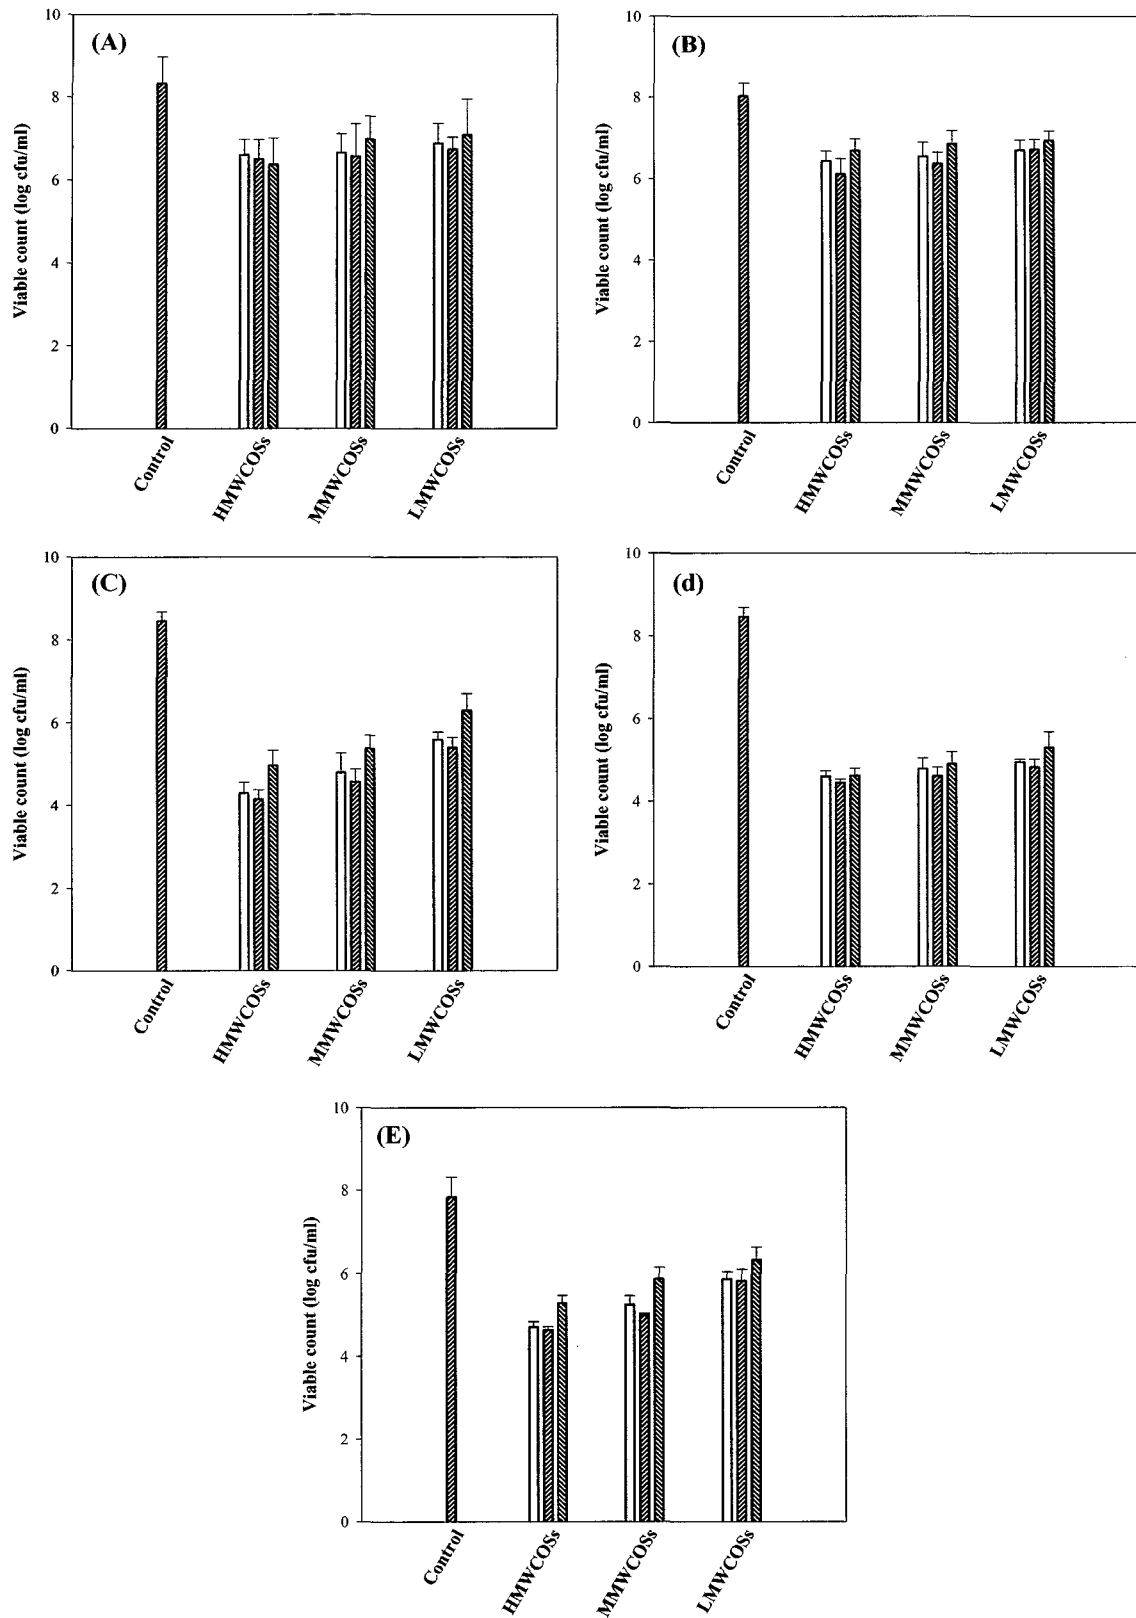 (A)
Viable count (log cfu/ml)
10
8
6
4
2
0
Control
HMWCOSs
MMWCOSs
LMWCOSs
(B)
Viable count (log cfu/ml)
10
8
6
4
2
0
Control
HMWCOSs
MMWCOSs
LMWCOSs
(C)
Viable count (log cfu/ml)
10
8
6
4
2
0
Control
HMWCOSs
MMWCOSs
LMWCOSs
(d)
Viable count (log cfu/ml)
10
8
6
4
2
0
Control
HMWCOSs
MMWCOSs
LMWCOSs
(E)
Viable count (log cfu/ml)
10
8
6
4
2
0
Control
HMWCOSs
MMWCOSs
LMWCOSs